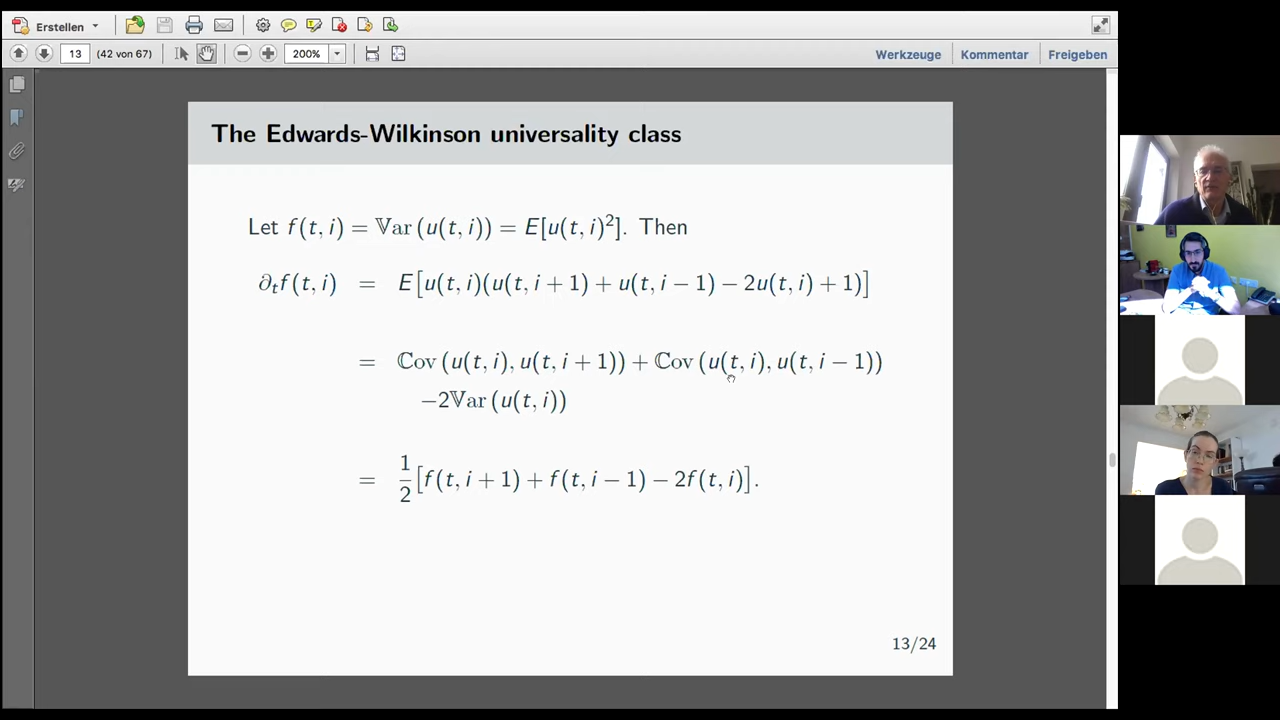 Erstellen
13 (42 von 67) 200% Werkzeuge Kommentar Freigeben
The Edwards-Wilkinson universality class
Let f(t, i) = 𝕍ar (u(t, i)) = E[u(t, i)²]. Then
∂ₜf(t, i) = E[u(t, i)(u(t, i + 1) + u(t, i − 1) − 2u(t, i) + 1)]
= ℂov (u(t, i), u(t, i + 1)) + ℂov (u(t, i), u(t, i − 1))
−2𝕍ar (u(t, i))
= 1/2 [f(t, i + 1) + f(t, i − 1) − 2f(t, i)].
13/24